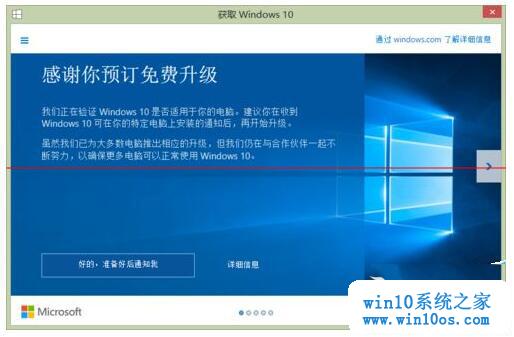 获取 Windows 10
通过 windows.com 了解详细信息
感谢你预订免费升级
我们正在验证 Windows 10 是否适用于你的电脑。建议你在收到
Windows 10 可在你的特定电脑上安装的通知后，再开始升级。
虽然我们已为大多数电脑推出相应的升级，但我们仍在与合作伙伴一起不
断努力，以确保更多电脑可以正常使用 Windows 10。
好的，准备好后通知我
详细信息
Microsoft
win10系统之家
www.win10os.com